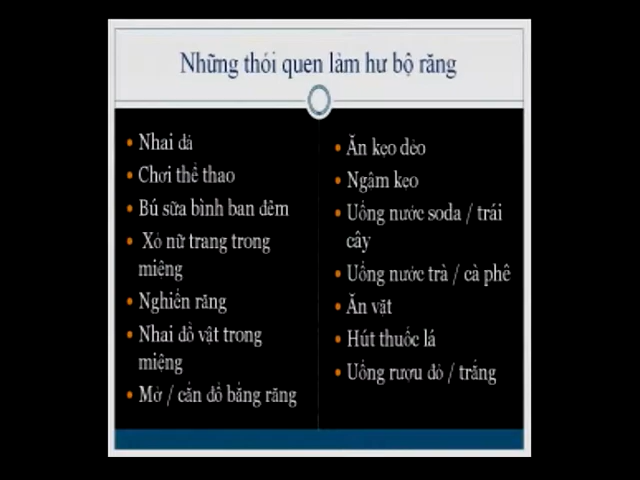 Những thói quen làm hư bộ răng
• Nhai đá
• Chơi thể thao
• Bú sữa bình ban đêm
• Xỏ nữ trang trong
miệng
• Nghiến răng
• Nhai đồ vật trong
miệng
• Mở / cắn đồ bằng răng
• Ăn kẹo dẻo
• Ngậm kẹo
• Uống nước soda / trái
cây
• Uống nước trà / cà phê
• Ăn vặt
• Hút thuốc lá
• Uống rượu đỏ / trắng